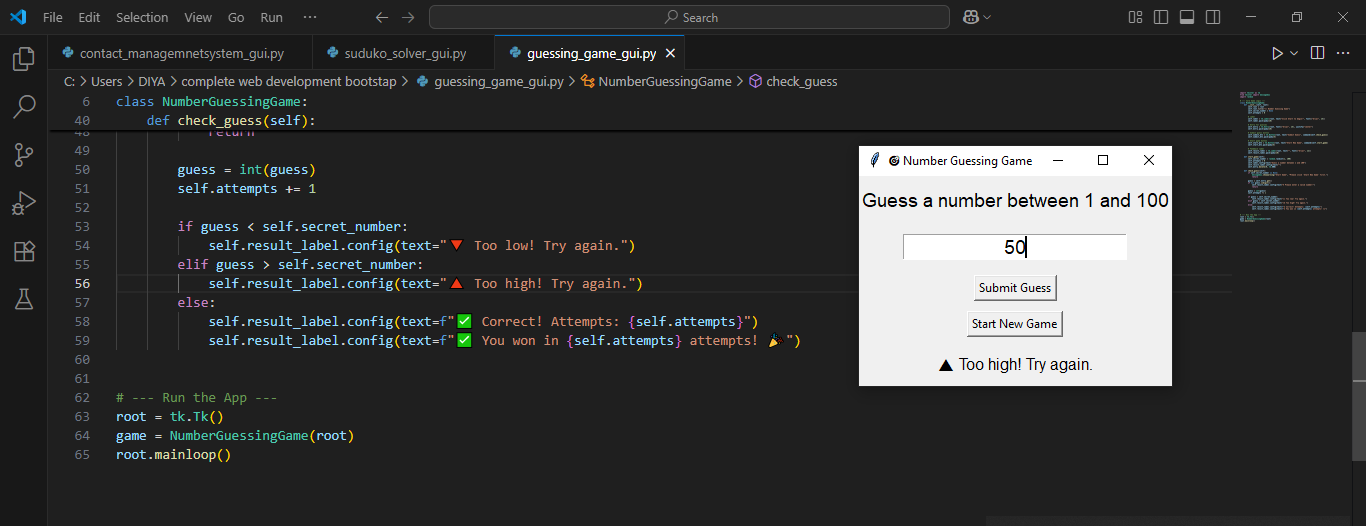 File Edit Selection View Go Run ··· Search
contact_managemnetsystem_gui.py suduko_solver_gui.py guessing_game_gui.py
C: > Users > DIYA > complete web development bootstap > guessing_game_gui.py > NumberGuessingGame > check_guess
6 class NumberGuessingGame:
40 def check_guess(self):
48 return
49
50 guess = int(guess)
51 self.attempts += 1
52
53 if guess < self.secret_number:
54 self.result_label.config(text="🔻 Too low! Try again.")
55 elif guess > self.secret_number:
56 self.result_label.config(text="🔺 Too high! Try again.")
57 else:
58 self.result_label.config(text=f"✅ Correct! Attempts: {self.attempts}")
59 self.result_label.config(text=f"✅ You won in {self.attempts} attempts! 🎉")
60
61
62 # --- Run the App ---
63 root = tk.Tk()
64 game = NumberGuessingGame(root)
65 root.mainloop()
🎯 Number Guessing Game
Guess a number between 1 and 100
50
Submit Guess
Start New Game
▲ Too high! Try again.